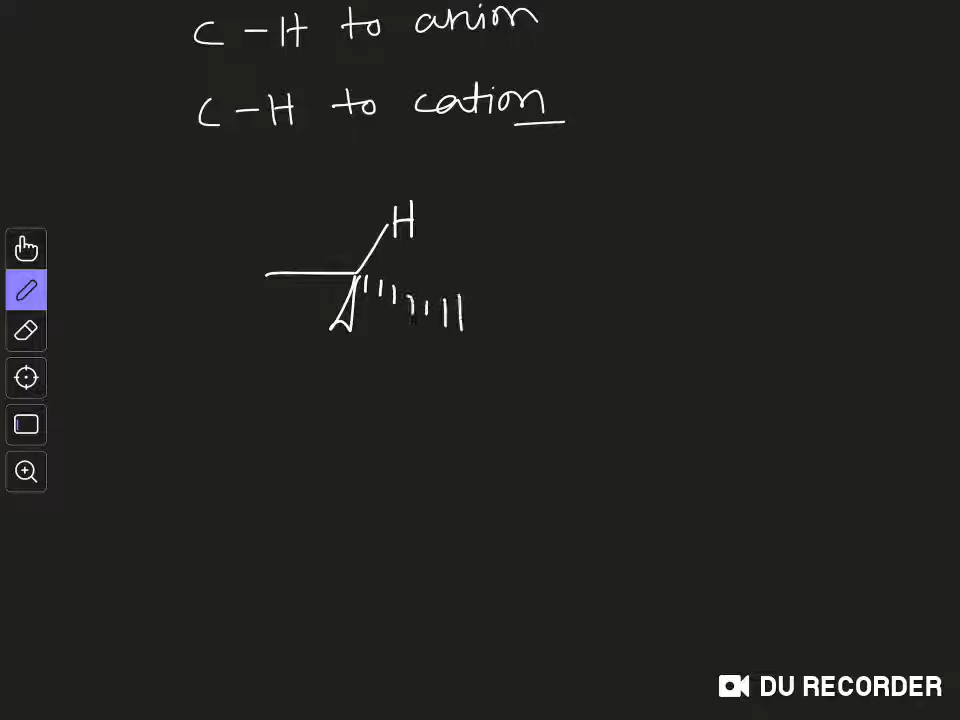 C-H to anion
C-H to cation
H
DU RECORDER